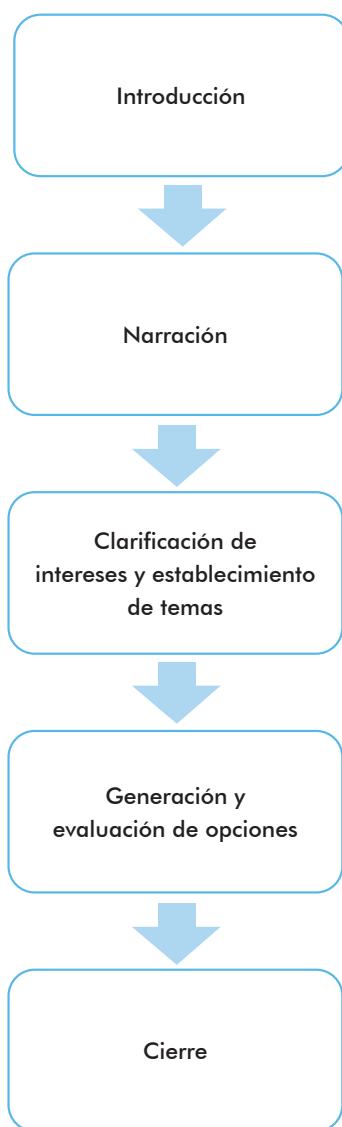 Introducción
Narración
Clarificación de
intereses y establecimiento
de temas
Generación y
evaluación de opciones
Cierre